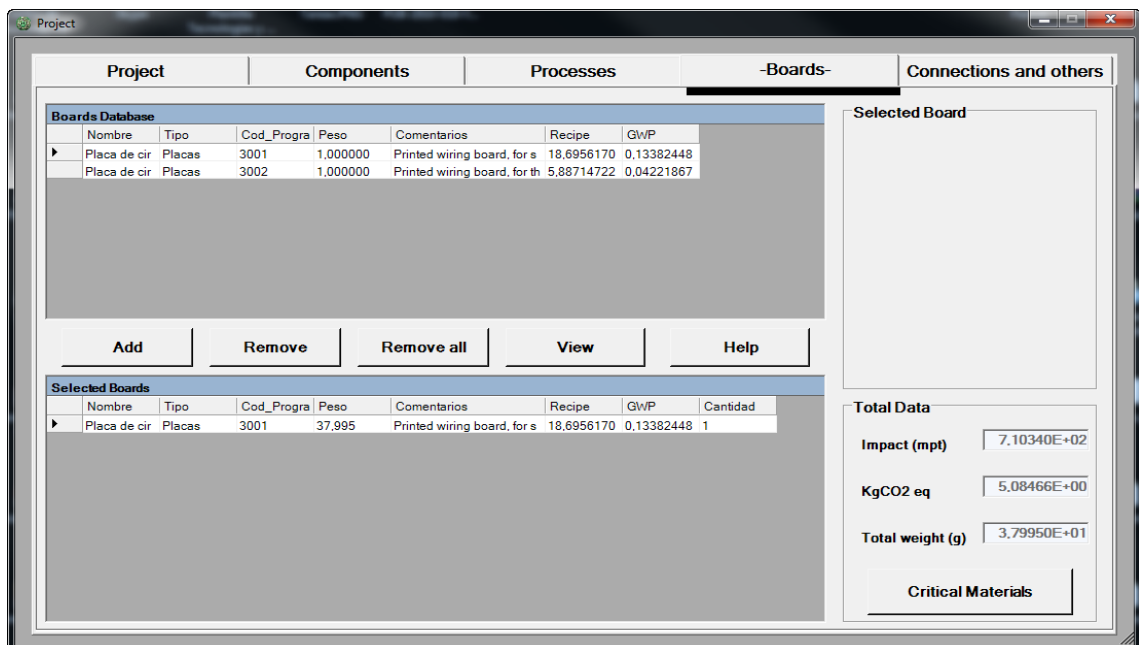 Project
Project Components Processes -Boards- Connections and others
Boards Database
Nombre Tipo Cod_Progra Peso Comentarios Recipe GWP
Placa de cir Placas 3001 1,000000 Printed wiring board, for s 18,6956170 0,13382448
Placa de cir Placas 3002 1,000000 Printed wiring board, for th 5,88714722 0,04221867
Selected Board
Add Remove Remove all View Help
Selected Boards
Nombre Tipo Cod_Progra Peso Comentarios Recipe GWP Cantidad
Placa de cir Placas 3001 37,995 Printed wiring board, for s 18,6956170 0,13382448 1
Total Data
Impact (mpt) 7,10340E+02
KgCO2 eq 5,08466E+00
Total weight (g) 3,79950E+01
Critical Materials